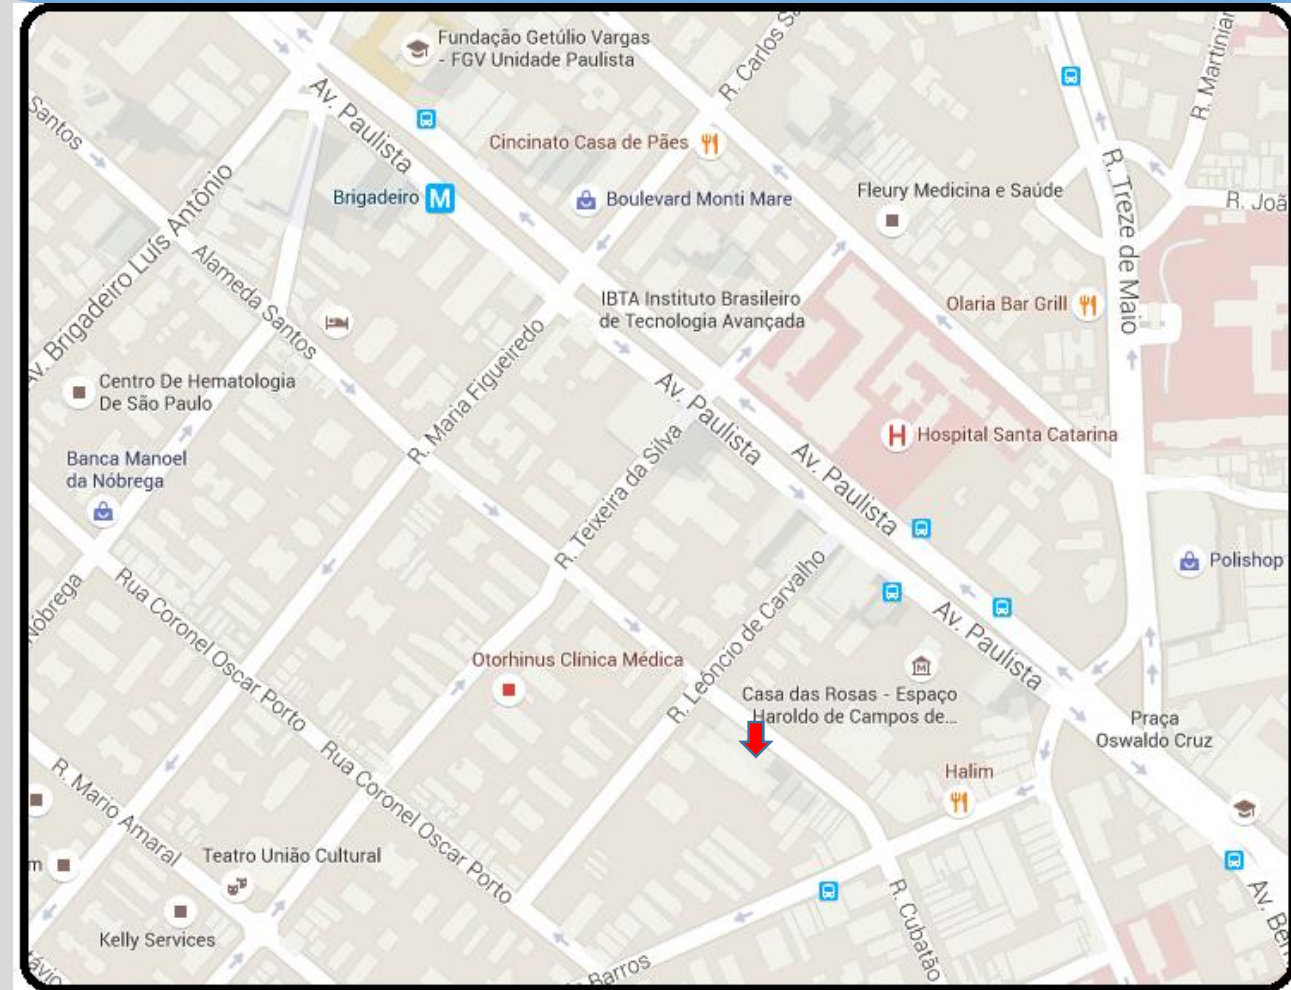 Fundação Getúlio Vargas
- FGV Unidade Paulista
R. Carlos
R. Martinian
Santos
Av. Paulista
Cincinato Casa de Pães
R. Treze de Maio
Brigadeiro
M
Boulevard Monti Mare
Fleury Medicina e Saúde
R. Joã
Av. Brigadeiro Luís Antônio
Alameda Santos
IBTA Instituto Brasileiro
de Tecnologia Avançada
Olaria Bar Grill
R. Maria Figueiredo
Centro De Hematologia
De São Paulo
Av. Paulista
H
Hospital Santa Catarina
Banca Manoel
da Nóbrega
R. Teixeira da Silva
Av. Paulista
Polishop
Nóbrega
Rua Coronel Oscar Porto
R. Leôncio de Carvalho
Av. Paulista
Otorhinus Clínica Médica
Casa das Rosas - Espaço
Haroldo de Campos de...
Praça
Oswaldo Cruz
Halim
R. Mario Amaral
Rua Coronel Oscar Porto
Teatro União Cultural
m
R. Cubatão
Av. Ber
Kelly Services
Barros